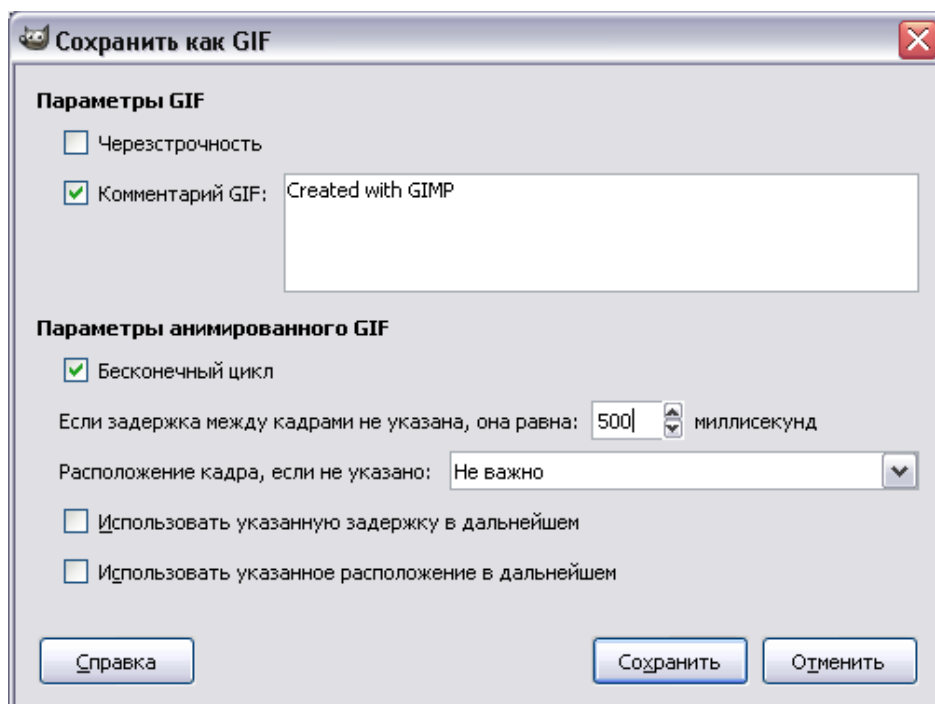 Сохранить как GIF
Параметры GIF
Черезстрочность
Комментарий GIF: Created with GIMP
Параметры анимированного GIF
Бесконечный цикл
Если задержка между кадрами не указана, она равна: 500 миллисекунд
Расположение кадра, если не указано: Не важно
Использовать указанную задержку в дальнейшем
Использовать указанное расположение в дальнейшем
Справка Сохранить Отменить